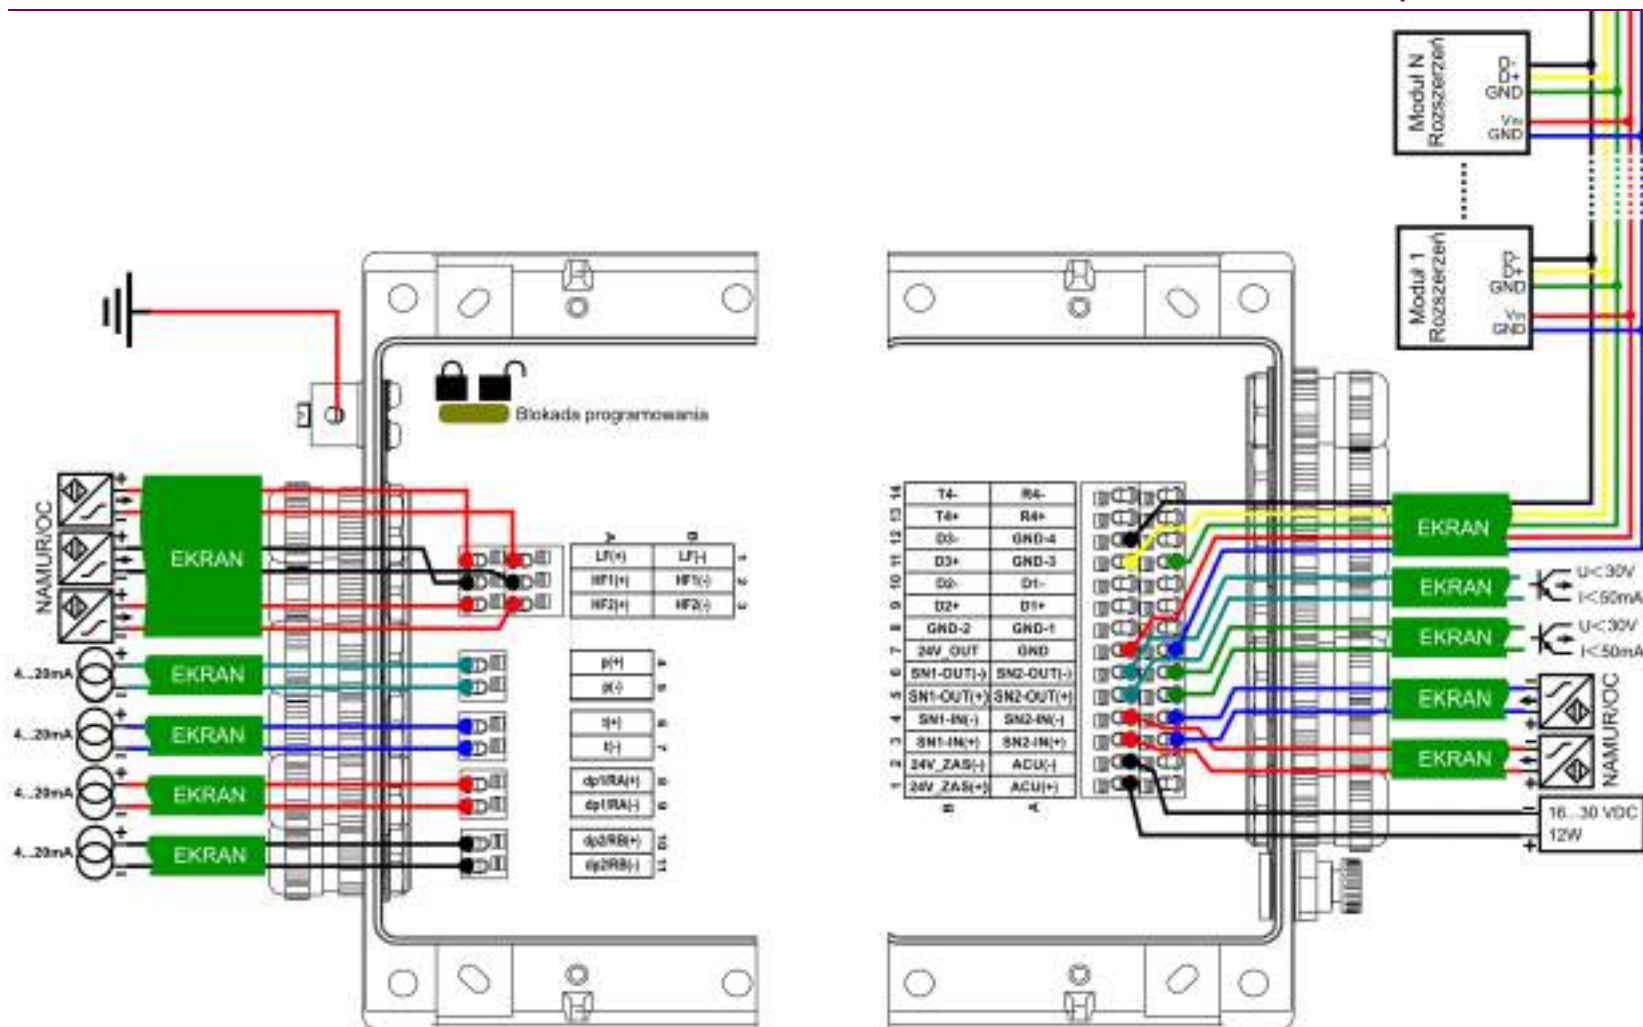 Moduł N
Rozszerzeń
D-
D+
GND
Vin
GND
Moduł 1
Rozszerzeń
D-
D+
GND
Vin
GND
Blokada programowania
NAMUR/OC
+
-
+
-
+
-
EKRAN
A B
LF(+) LF(-) 1
HF1(+) HF1(-) 2
HF2(+) HF2(-) 3
4...20mA + - EKRAN
p(+) 4
p(-) 5
4...20mA + - EKRAN
t(+) 6
t(-) 7
4...20mA + - EKRAN
dp1/RA(+) 8
dp1/RA(-) 9
4...20mA + - EKRAN
dp2/RB(+) 10
dp2/RB(-) 11
14 T4- R4-
13 T4+ R4+
12 D3- GND-4
11 D3+ GND-3
10 D2- D1-
9 D2+ D1+
8 GND-2 GND-1
7 24V_OUT GND
6 SN1-OUT(-) SN2-OUT(-)
5 SN1-OUT(+) SN2-OUT(+)
4 SN1-IN(-) SN2-IN(-)
3 SN1-IN(+) SN2-IN(+)
2 24V_ZAS(-) ACU(-)
1 24V_ZAS(+) ACU(+)
B A
EKRAN
EKRAN
U<30V
I<50mA
EKRAN
U<30V
I<50mA
EKRAN
-
+
EKRAN
-
+
NAMUR/OC
-
16...30 VDC
12W
+